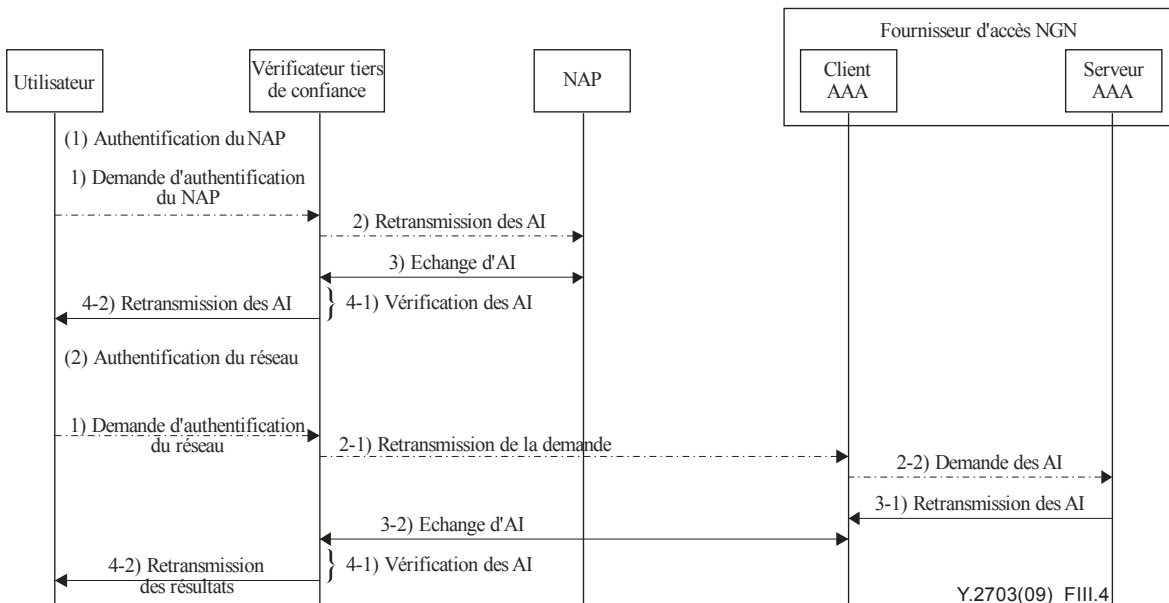 Fournisseur d'accès NGN
Utilisateur
Vérificateur tiers
de confiance
NAP
Client
AAA
Serveur
AAA
(1) Authentification du NAP
1) Demande d'authentification
du NAP
2) Retransmission des AI
3) Echange d'AI
4-2) Retransmission des AI
4-1) Vérification des AI
(2) Authentification du réseau
1) Demande d'authentification
du réseau
2-1) Retransmission de la demande
2-2) Demande des AI
3-1) Retransmission des AI
3-2) Echange d'AI
4-2) Retransmission
des résultats
4-1) Vérification des AI
Y.2703(09)_FIII.4